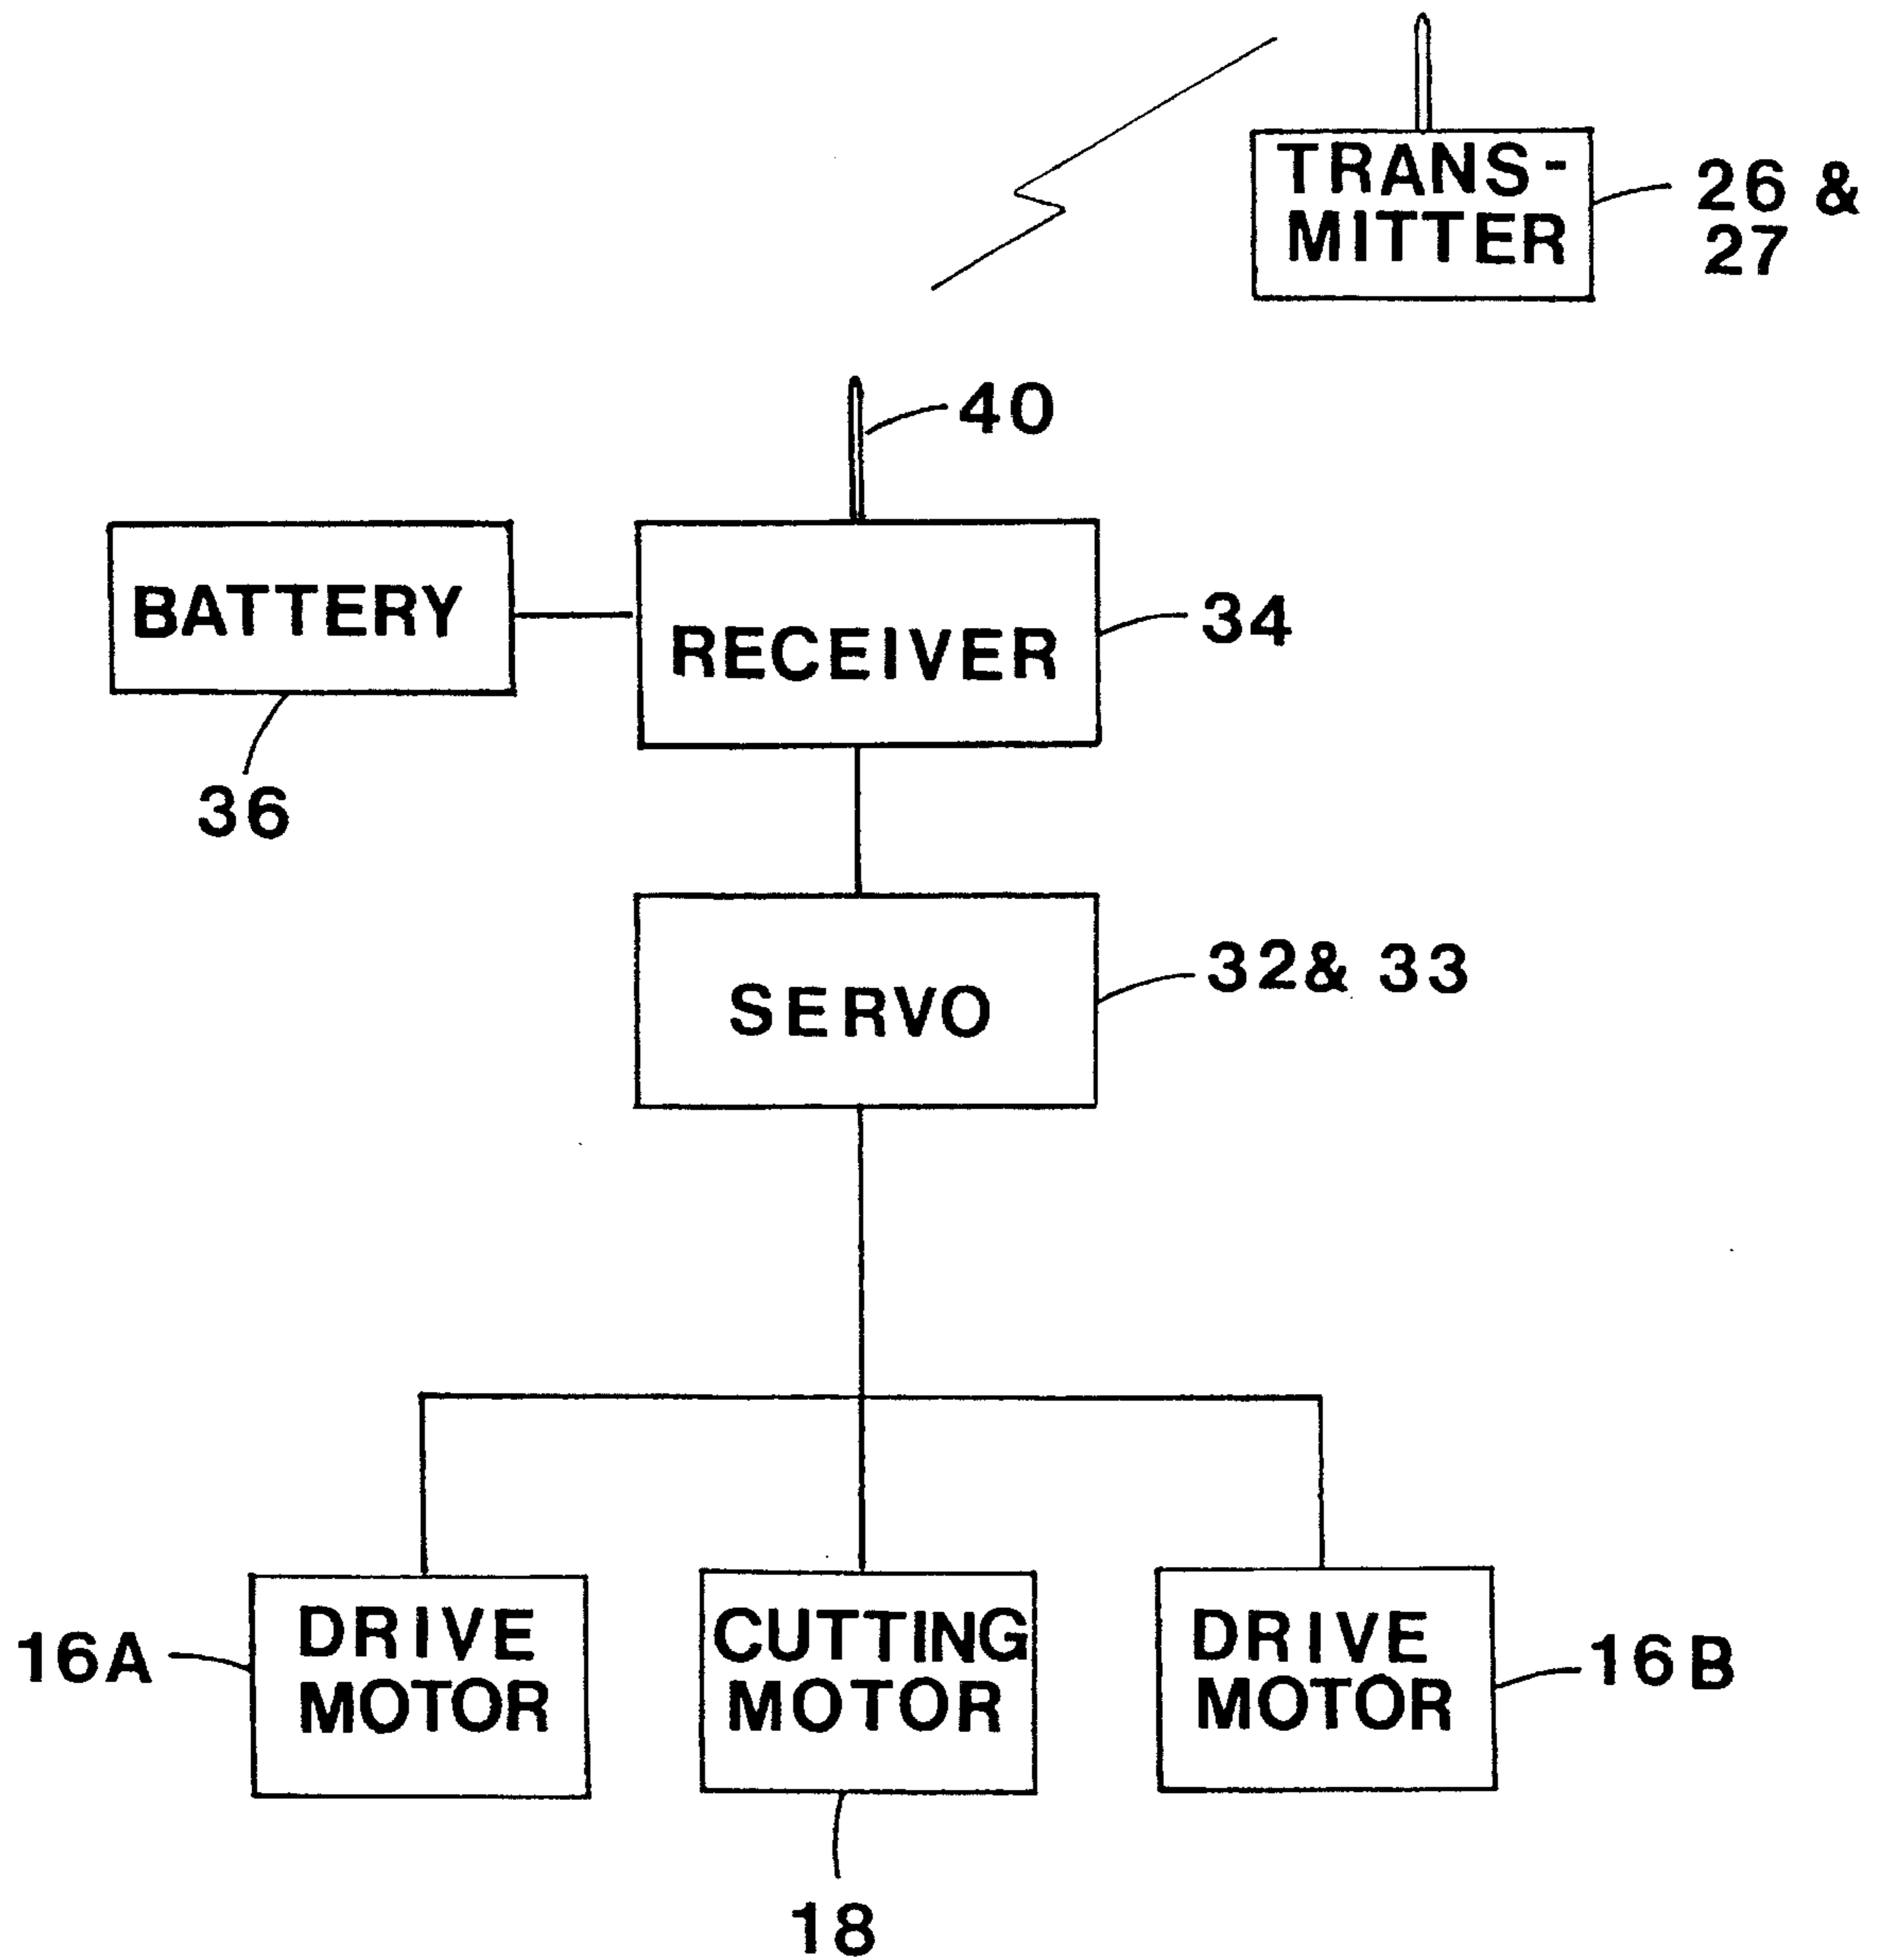 TRANS-
MITTER
26 &
27
40
BATTERY
RECEIVER
34
36
SERVO
32& 33
16A
DRIVE
MOTOR
CUTTING
MOTOR
DRIVE
MOTOR
16B
18